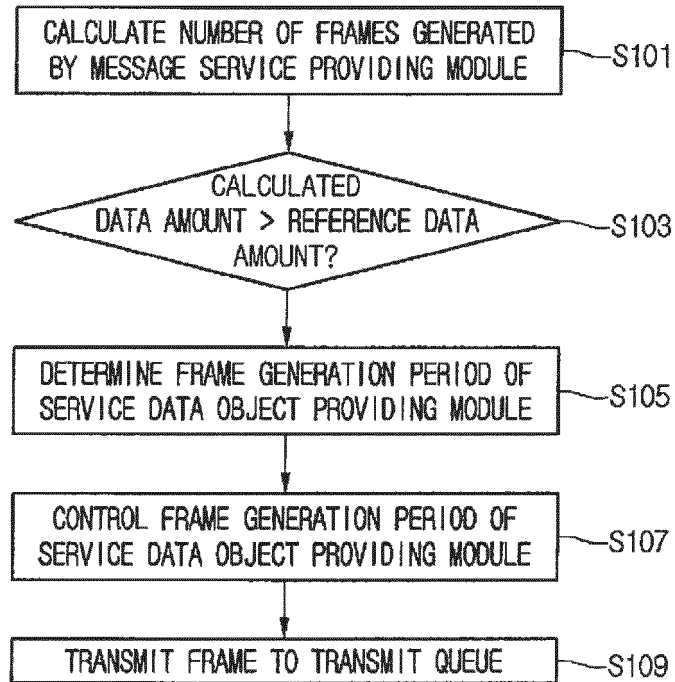 CALCULATE NUMBER OF FRAMES GENERATED
BY MESSAGE SERVICE PROVIDING MODULE
S101
CALCULATED
DATA AMOUNT > REFERENCE DATA
AMOUNT?
S103
DETERMINE FRAME GENERATION PERIOD OF
SERVICE DATA OBJECT PROVIDING MODULE
S105
CONTROL FRAME GENERATION PERIOD OF
SERVICE DATA OBJECT PROVIDING MODULE
S107
TRANSMIT FRAME TO TRANSMIT QUEUE
S109